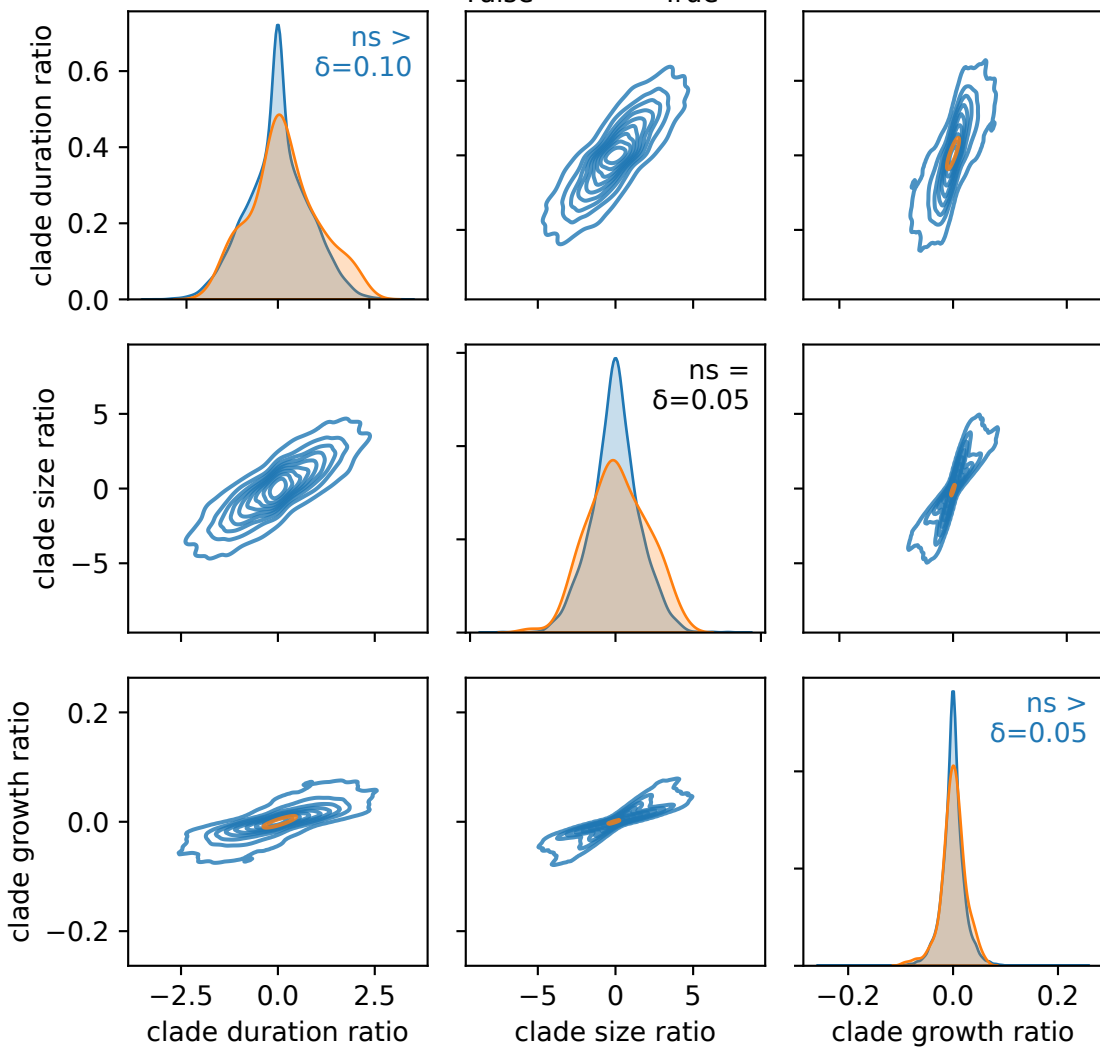 clade duration ratio
0.6
0.4
0.2
0.0
ns >
δ=0.10
clade size ratio
5
0
−5
ns =
δ=0.05
clade growth ratio
0.2
0.0
−0.2
ns >
δ=0.05
−2.5 0.0 2.5
−5 0 5
−0.2 0.0 0.2
clade duration ratio
clade size ratio
clade growth ratio